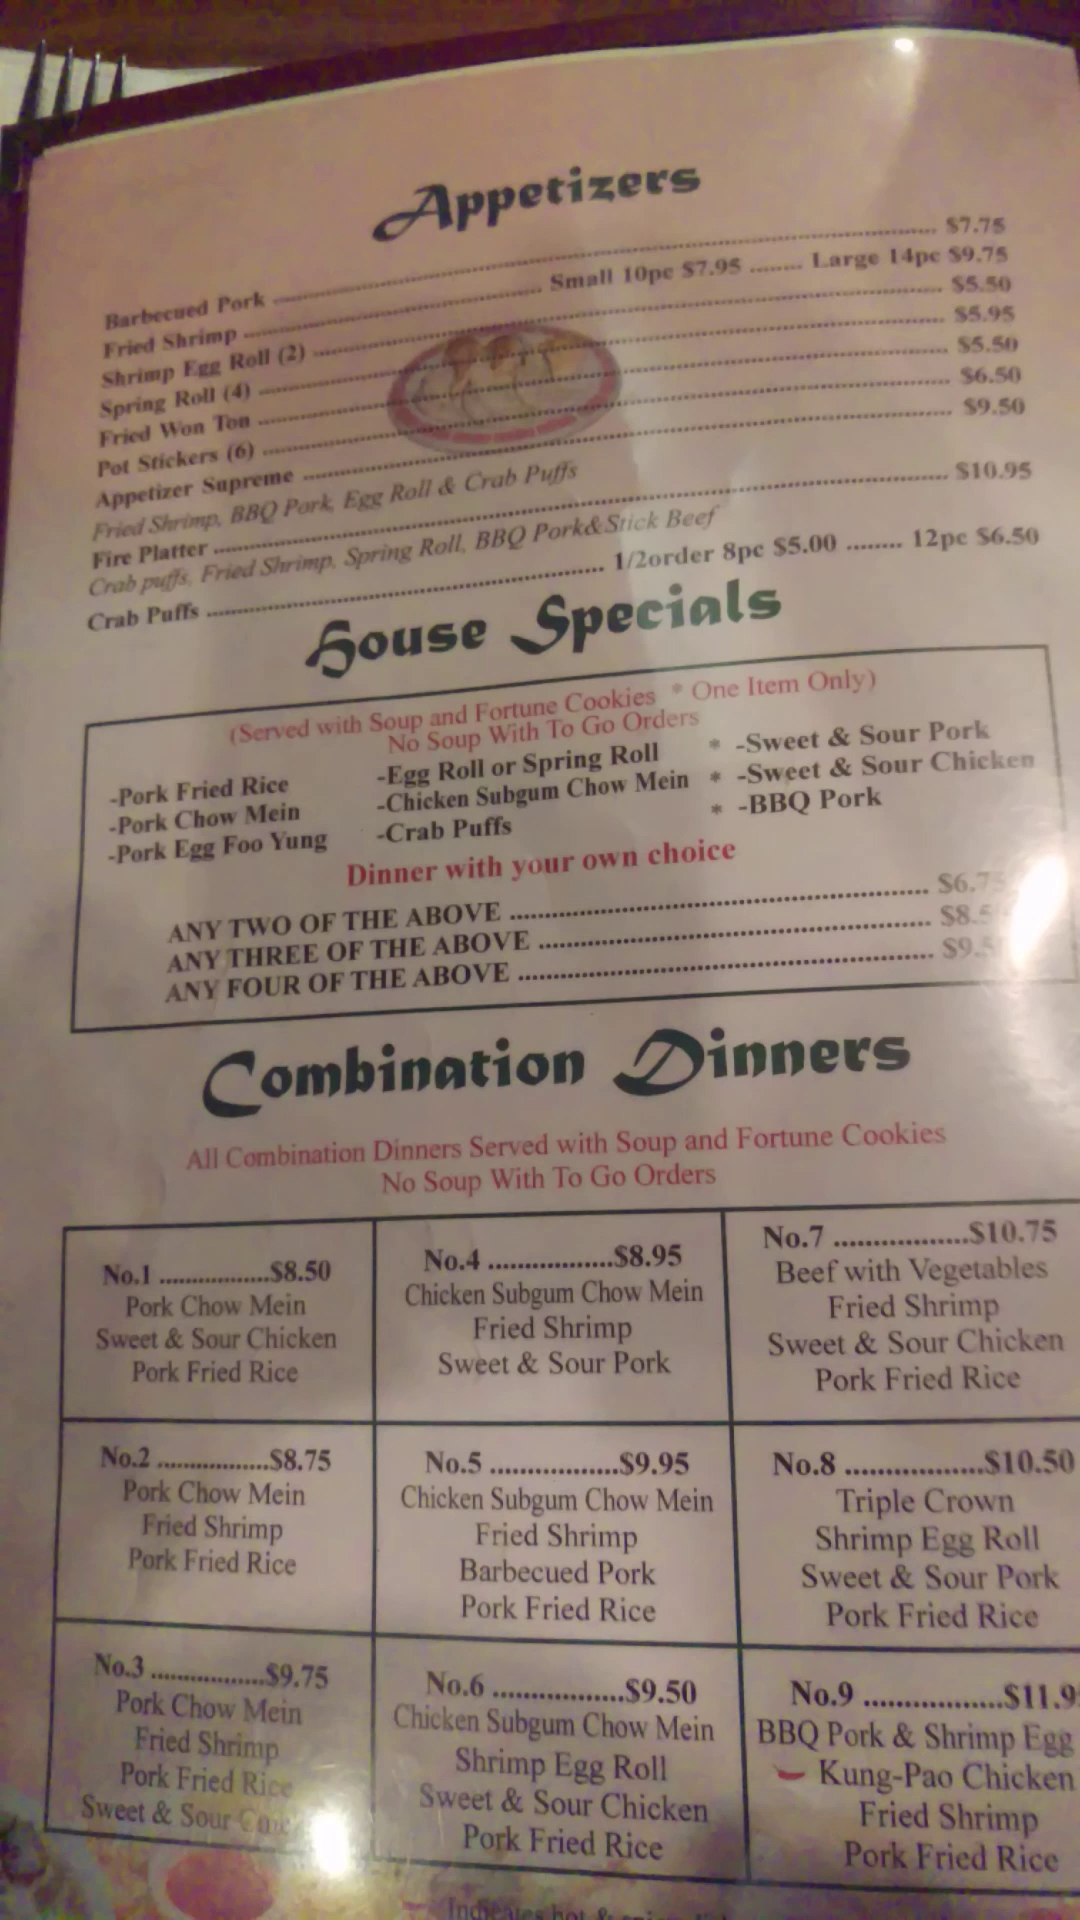 Appetizers
Barbecued Pork ........ $7.75
Fried Shrimp ........ Small 10pc $7.95 ........ Large 14pc $9.75
Shrimp Egg Roll (2) ........ $5.50
Spring Roll (4) ........ $5.95
Fried Won Ton ........ $5.50
Pot Stickers (6) ........ $6.50
Appetizer Supreme ........ $9.50
Fried Shrimp, BBQ Pork, Egg Roll & Crab Puffs
Fire Platter ........ $10.95
Crab puffs, Fried Shrimp, Spring Roll, BBQ Pork&Stick Beef
Crab Puffs ........ 1/2order 8pc $5.00 ........ 12pc $6.50
House Specials
(Served with Soup and Fortune Cookies * One Item Only)
No Soup With To Go Orders
-Pork Fried Rice -Egg Roll or Spring Roll * -Sweet & Sour Pork
-Pork Chow Mein -Chicken Subgum Chow Mein * -Sweet & Sour Chicken
-Pork Egg Foo Yung -Crab Puffs * -BBQ Pork
Dinner with your own choice
ANY TWO OF THE ABOVE ........ $6.75
ANY THREE OF THE ABOVE ........ $8.5
ANY FOUR OF THE ABOVE ........ $9.5
Combination Dinners
All Combination Dinners Served with Soup and Fortune Cookies
No Soup With To Go Orders
No.1 ........ $8.50
Pork Chow Mein
Sweet & Sour Chicken
Pork Fried Rice
No.4 ........ $8.95
Chicken Subgum Chow Mein
Fried Shrimp
Sweet & Sour Pork
No.7 ........ $10.75
Beef with Vegetables
Fried Shrimp
Sweet & Sour Chicken
Pork Fried Rice
No.2 ........ $8.75
Pork Chow Mein
Fried Shrimp
Pork Fried Rice
No.5 ........ $9.95
Chicken Subgum Chow Mein
Fried Shrimp
Barbecued Pork
Pork Fried Rice
No.8 ........ $10.50
Triple Crown
Shrimp Egg Roll
Sweet & Sour Pork
Pork Fried Rice
No.3 ........ $9.75
Pork Chow Mein
Fried Shrimp
Pork Fried Rice
Sweet & Sour
No.6 ........ $9.50
Chicken Subgum Chow Mein
Shrimp Egg Roll
Sweet & Sour Chicken
Pork Fried Rice
No.9 ........ $11.9
BBQ Pork & Shrimp Egg
Kung-Pao Chicken
Fried Shrimp
Pork Fried Rice
Indicates hot &